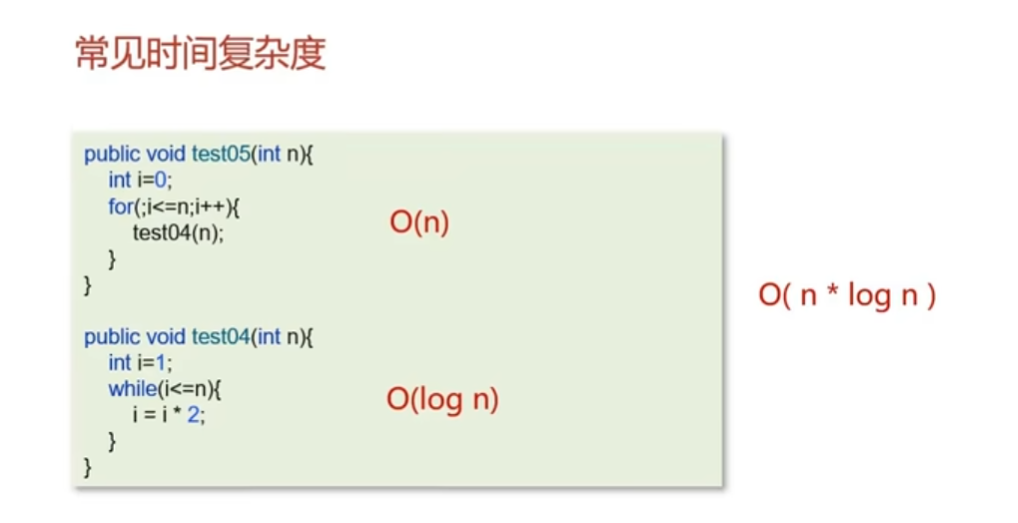 常见时间复杂度
public void test05(int n){
int i=0;
for(;i<=n;i++){
test04(n);
}
}
O(n)
public void test04(int n){
int i=1;
while(i<=n){
i = i * 2;
}
}
O(log n)
O( n * log n )